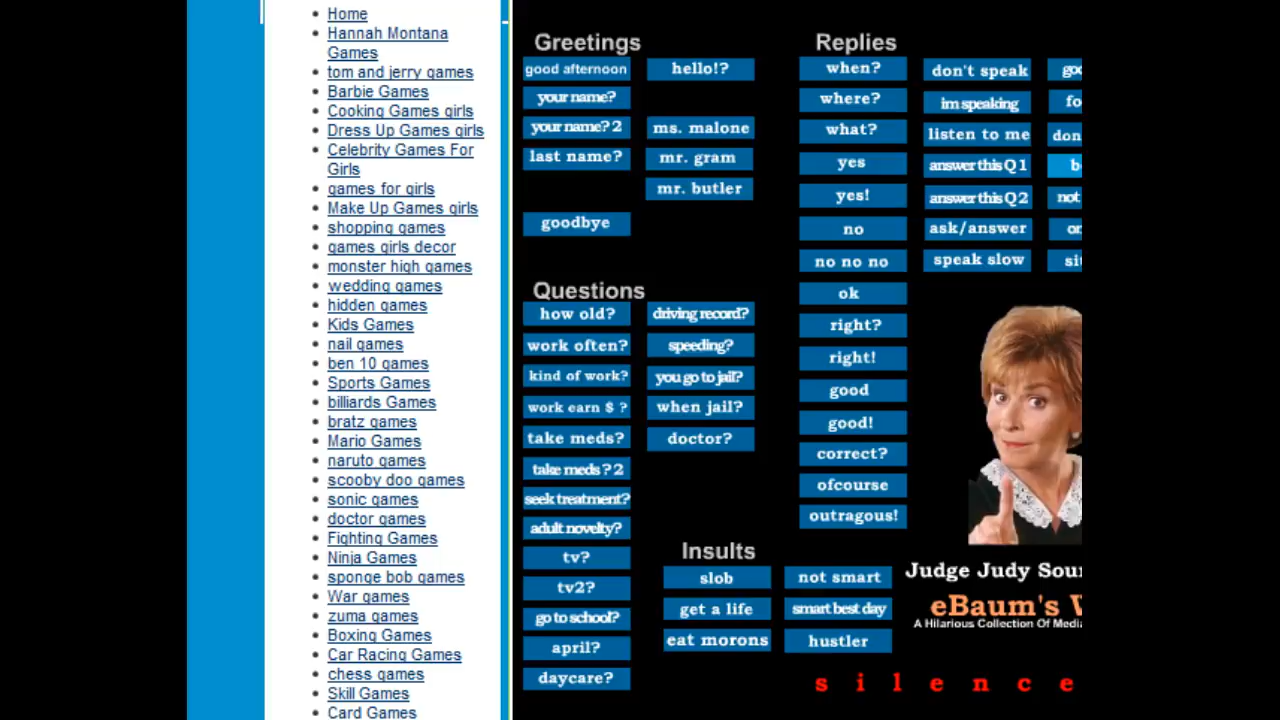 Home
Hannah Montana
Games
tom and jerry games
Barbie Games
Cooking Games girls
Dress Up Games girls
Celebrity Games For
Girls
games for girls
Make Up Games girls
shopping games
games girls decor
monster high games
wedding games
hidden games
Kids Games
nail games
ben 10 games
Sports Games
billiards Games
bratz games
Mario Games
naruto games
scooby doo games
sonic games
doctor games
Fighting Games
Ninja Games
sponge bob games
War games
zuma games
Boxing Games
Car Racing Games
chess games
Skill Games
Card Games
Greetings
good afternoon
hello!?
your name?
your name? 2
ms. malone
last name?
mr. gram
mr. butler
goodbye
Questions
how old?
driving record?
work often?
speeding?
kind of work?
you go to jail?
work earn $ ?
when jail?
take meds?
doctor?
take meds ? 2
seek treatment?
adult novelty?
tv?
tv2?
go to school?
april?
daycare?
Replies
when?
don't speak
where?
im speaking
what?
listen to me
don
yes
answer this Q 1
yes!
answer this Q 2
not
no
ask/answer
no no no
speak slow
ok
right?
right!
good
good!
correct?
ofcourse
outragous!
Insults
slob
not smart
get a life
smart best day
eat morons
hustler
Judge Judy Sou
eBaum's
A Hilarious Collection Of Media
s i l e n c e